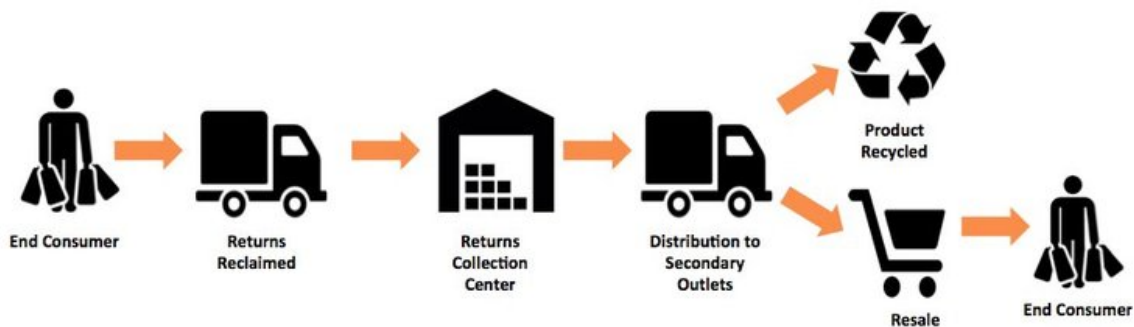 End Consumer
Returns
Reclaimed
Returns
Collection
Center
Distribution to
Secondary
Outlets
Product
Recycled
Resale
End Consumer